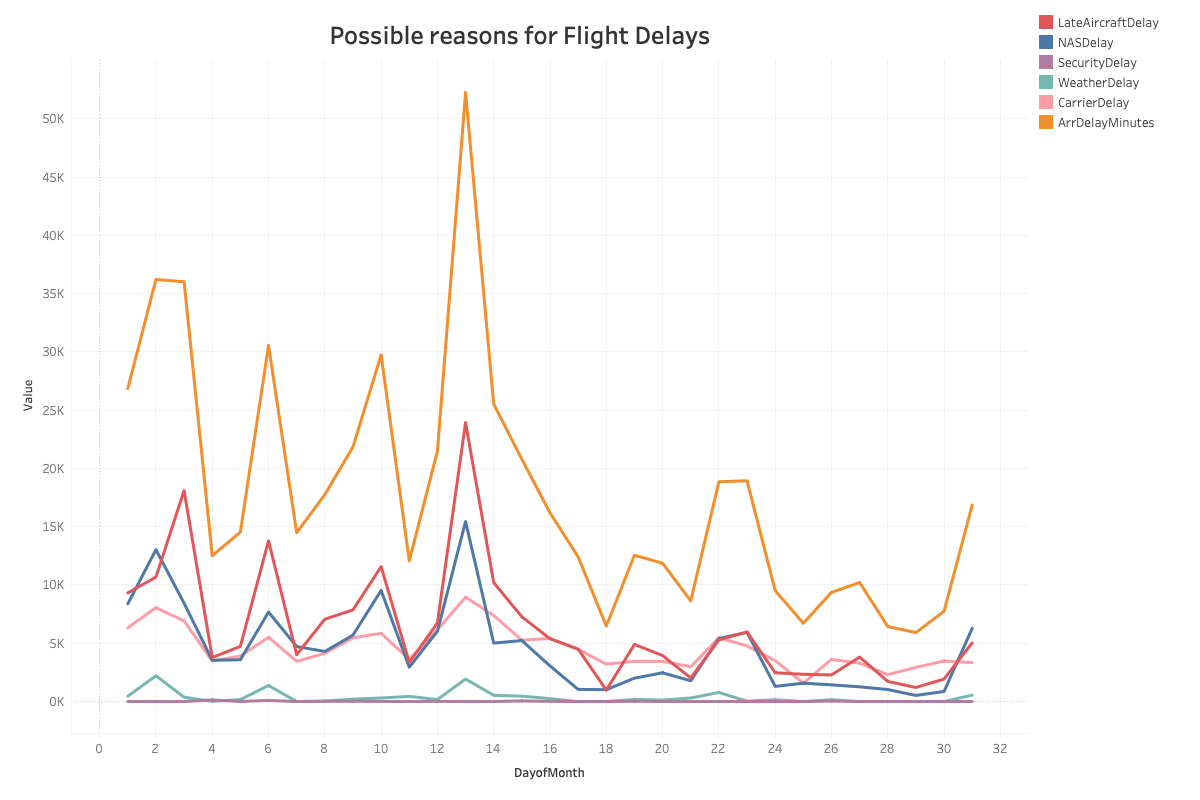 Possible reasons for Flight Delays
LateAircraftDelay
NASDelay
SecurityDelay
WeatherDelay
CarrierDelay
ArrDelayMinutes
Value
50K
45K
40K
35K
30K
25K
20K
15K
10K
5K
0K
0 2 4 6 8 10 12 14 16 18 20 22 24 26 28 30 32
DayofMonth